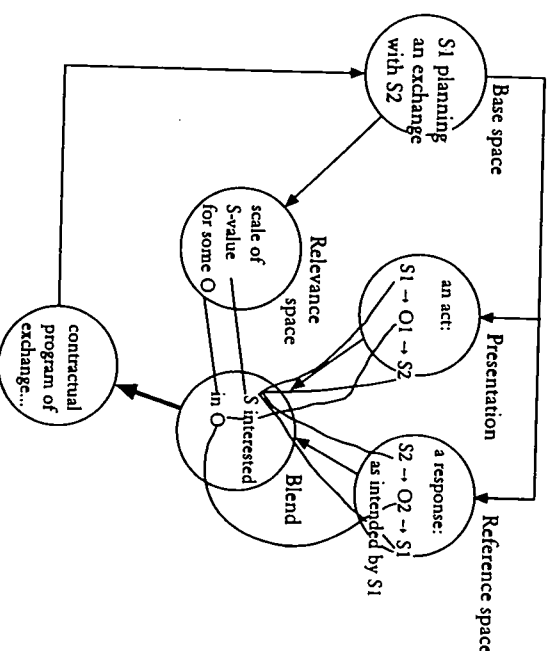 Base space
S1 planning
an exchange
with S2
Presentation
an act:
S1 → O1 → S2
Reference space
a response:
S2 → O2 → S1
as intended by S1
Relevance
space
scale of
S-value
for some O
Blend
S interested
in O
contractual
program of
exchange...